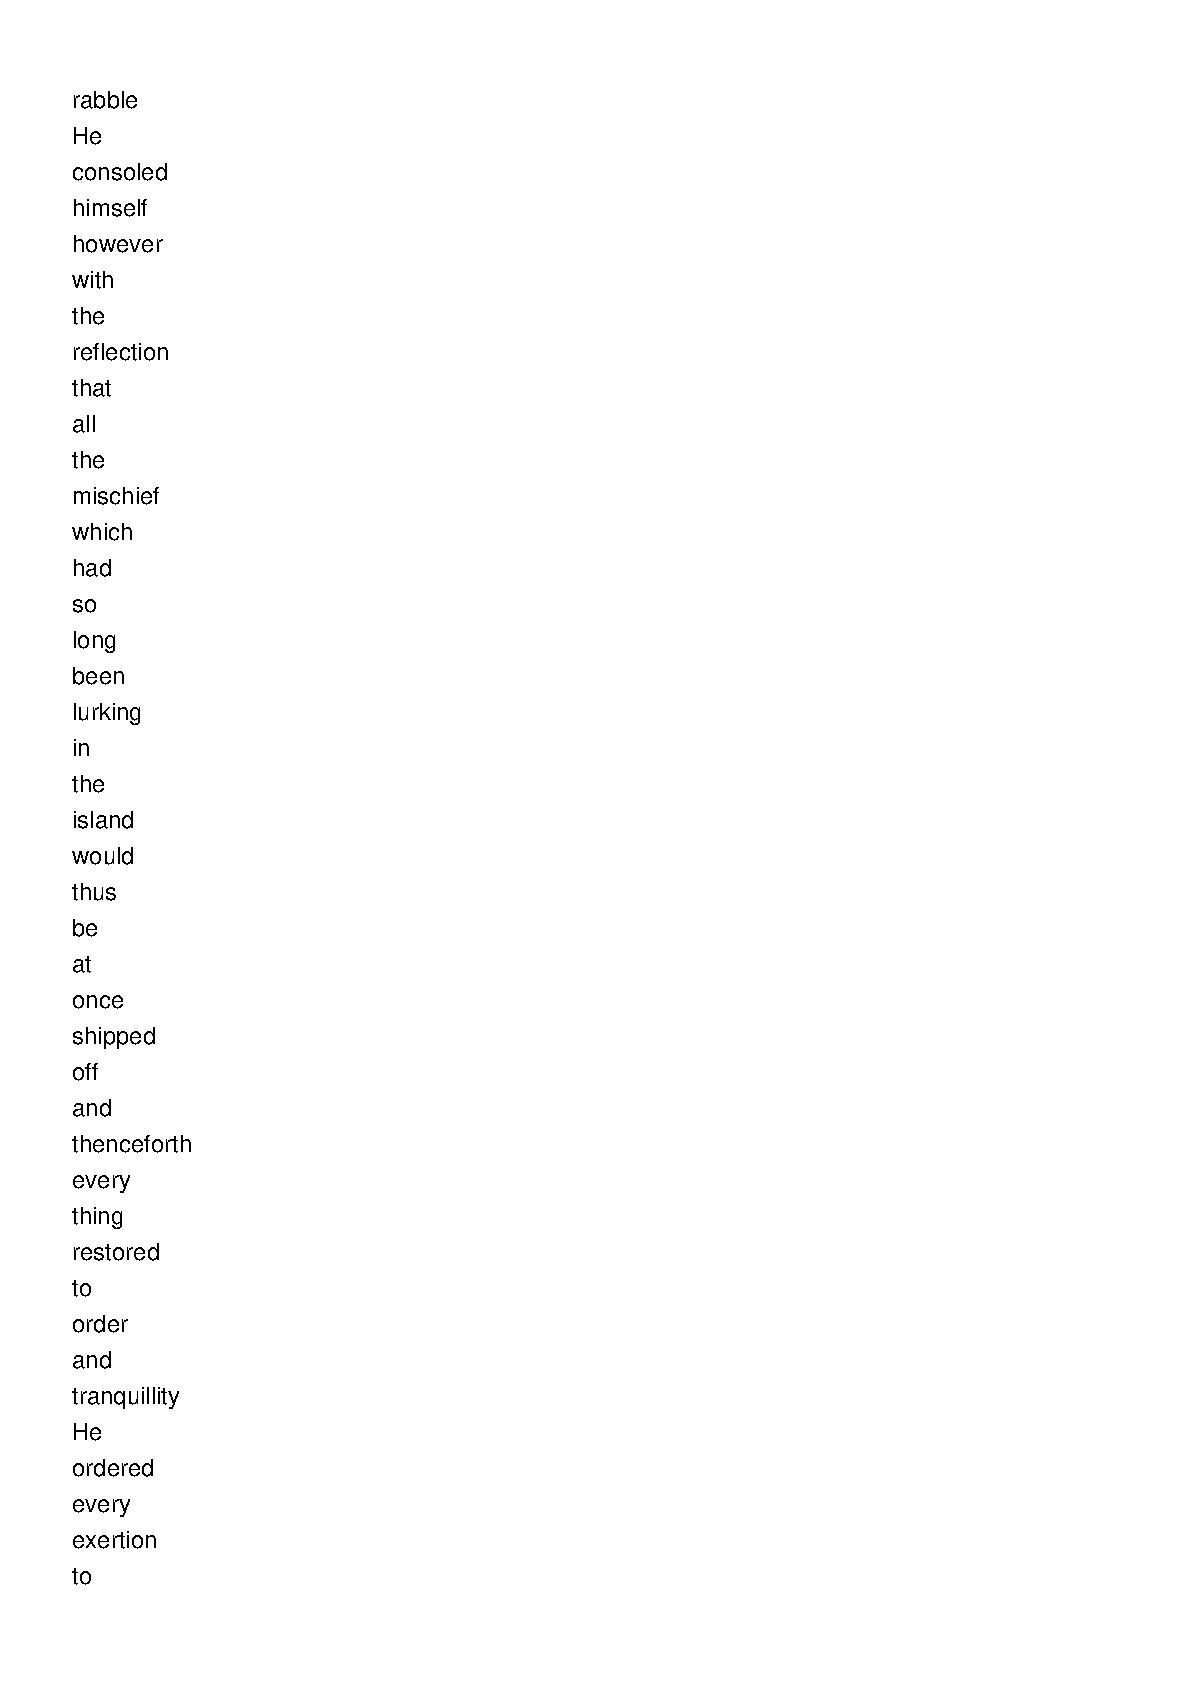 rabble
He
consoled
himself
however
with
the
reflection
that
all
the
mischief
which
had
so
long
been
lurking
in
the
island
would
thus
be
at
once
shipped
off
and
thenceforth
every
thing
restored
to
order
and
tranquillity
He
ordered
every
exertion
to